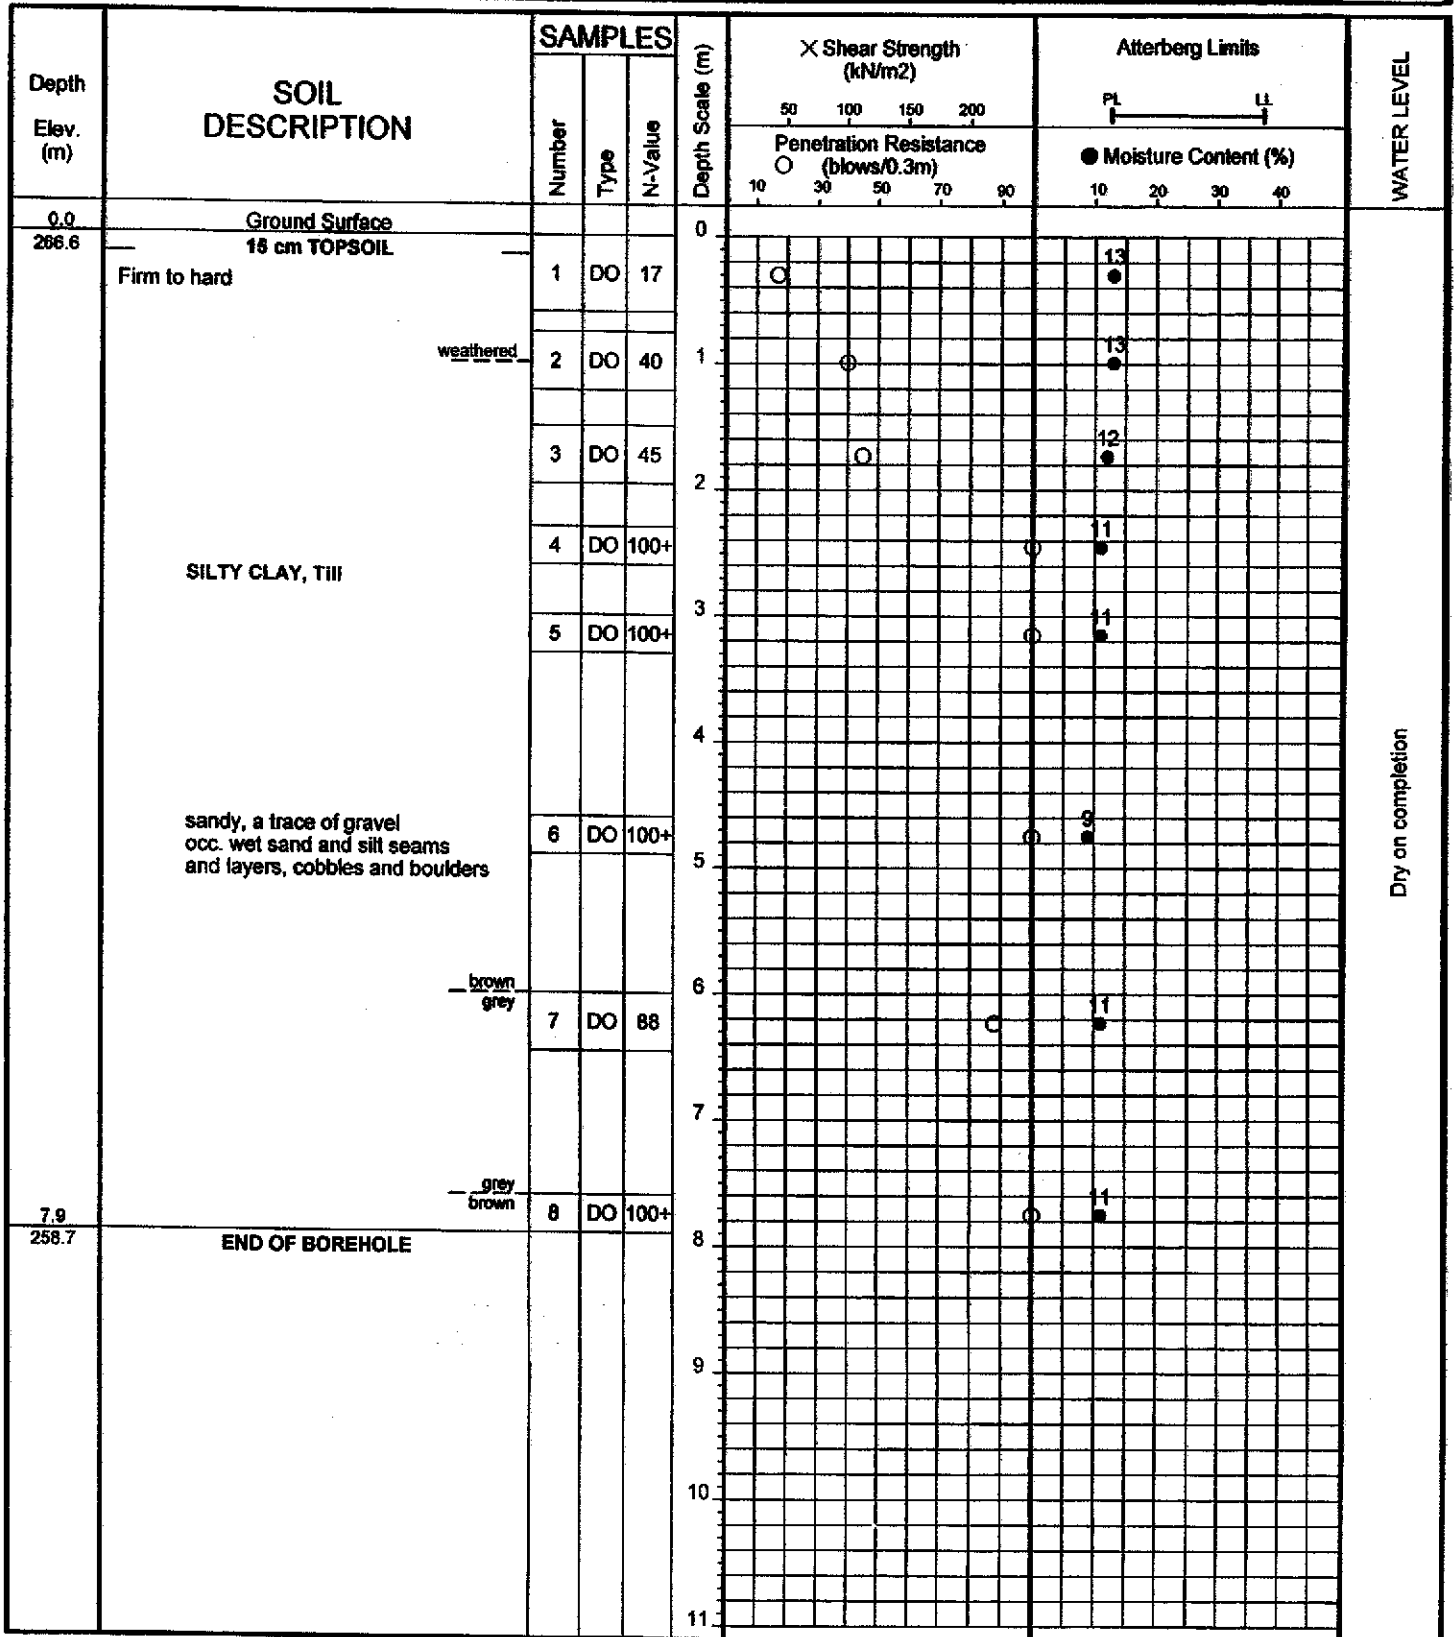 SAMPLES
Depth
Elev.
(m)
SOIL
DESCRIPTION
Number
Type
N-Value
Depth Scale (m)
× Shear Strength
(kN/m2)
50 100 150 200
Penetration Resistance
(blows/0.3m)
10 30 50 70 90
Atterberg Limits
PL LL
● Moisture Content (%)
10 20 30 40
WATER LEVEL
0.0 Ground Surface
266.6 15 cm TOPSOIL
0
Firm to hard
1 DO 17
13
weathered
2 DO 40
1
13
3 DO 45
12
2
4 DO 100+
11
SILTY CLAY, Till
3
5 DO 100+
11
4
Dry on completion
sandy, a trace of gravel
occ. wet sand and silt seams
and layers, cobbles and boulders
6 DO 100+
9
5
brown
grey
6
7 DO 88
11
7
grey
brown
8 DO 100+
11
7.9
258.7
END OF BOREHOLE
8
9
10
11